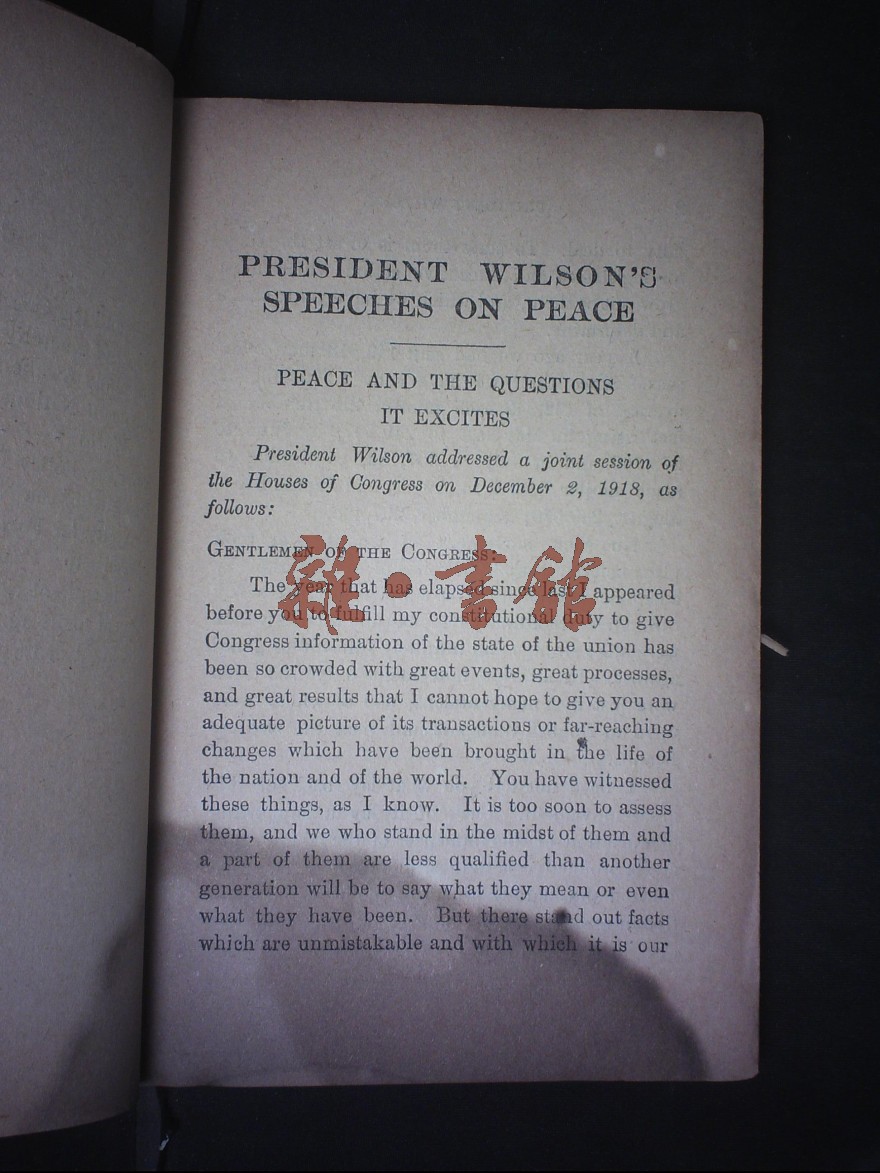 PRESIDENT WILSON'S
SPEECHES ON PEACE
PEACE AND THE QUESTIONS
IT EXCITES
President Wilson addressed a joint session of
the Houses of Congress on December 2, 1918, as
follows:
GENTLEMEN OF THE CONGRESS:
雜·書館
The year that has elapsed since last I appeared
before you to fulfill my constitutional duty to give
Congress information of the state of the union has
been so crowded with great events, great processes,
and great results that I cannot hope to give you an
adequate picture of its transactions or far-reaching
changes which have been brought in the life of
the nation and of the world. You have witnessed
these things, as I know. It is too soon to assess
them, and we who stand in the midst of them and
a part of them are less qualified than another
generation will be to say what they mean or even
what they have been. But there stand out facts
which are unmistakable and with which it is our